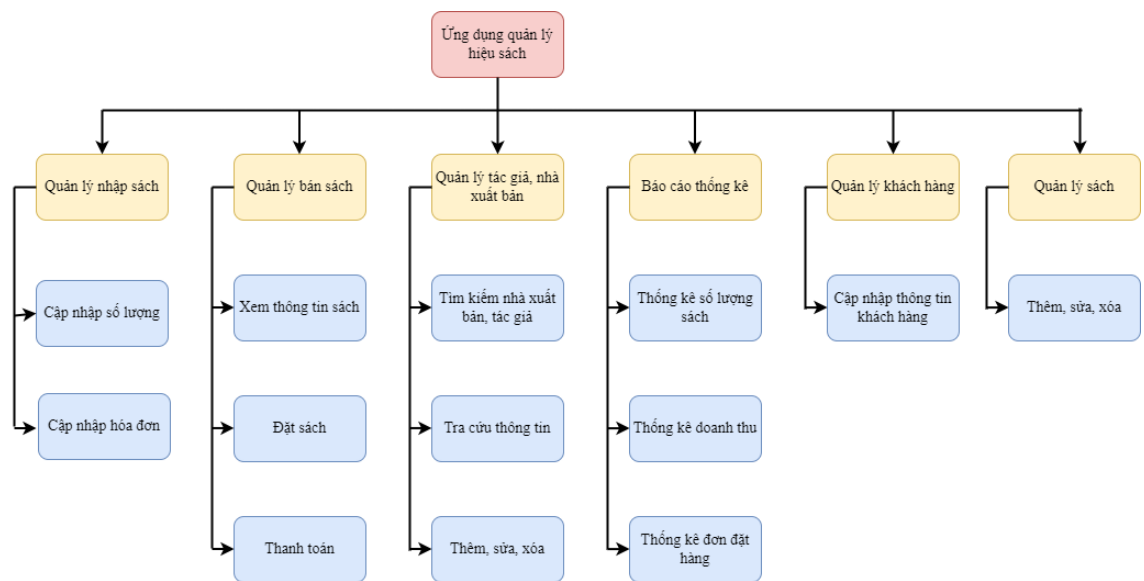 Ứng dụng quản lý
hiệu sách
Quản lý nhập sách
Quản lý bán sách
Quản lý tác giả, nhà
xuất bản
Báo cáo thống kê
Quản lý khách hàng
Quản lý sách
Cập nhập số lượng
Xem thông tin sách
Tìm kiếm nhà xuất
bản, tác giả
Thống kê số lượng
sách
Cập nhập thông tin
khách hàng
Thêm, sửa, xóa
Cập nhập hóa đơn
Đặt sách
Tra cứu thông tin
Thống kê doanh thu
Thanh toán
Thêm, sửa, xóa
Thống kê đơn đặt
hàng